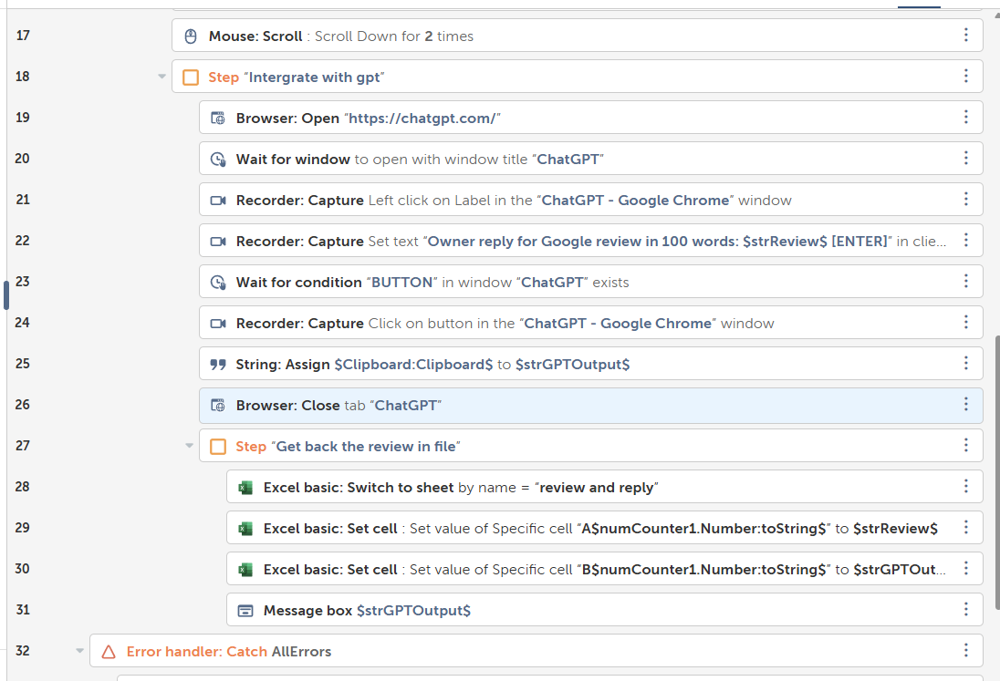 17 Mouse: Scroll : Scroll Down for 2 times
18 Step “Intergrate with gpt”
19 Browser: Open “https://chatgpt.com/”
20 Wait for window to open with window title “ChatGPT”
21 Recorder: Capture Left click on Label in the “ChatGPT - Google Chrome” window
22 Recorder: Capture Set text “Owner reply for Google review in 100 words: $strReview$ [ENTER]” in clie...
23 Wait for condition “BUTTON” in window “ChatGPT” exists
24 Recorder: Capture Click on button in the “ChatGPT - Google Chrome” window
25 String: Assign $Clipboard:Clipboard$ to $strGPTOutput$
26 Browser: Close tab “ChatGPT”
27 Step “Get back the review in file”
28 Excel basic: Switch to sheet by name = “review and reply”
29 Excel basic: Set cell : Set value of Specific cell “A$numCounter1.Number:toString$” to $strReview$
30 Excel basic: Set cell : Set value of Specific cell “B$numCounter1.Number:toString$” to $strGPTOut...
31 Message box $strGPTOutput$
32 Error handler: Catch AllErrors